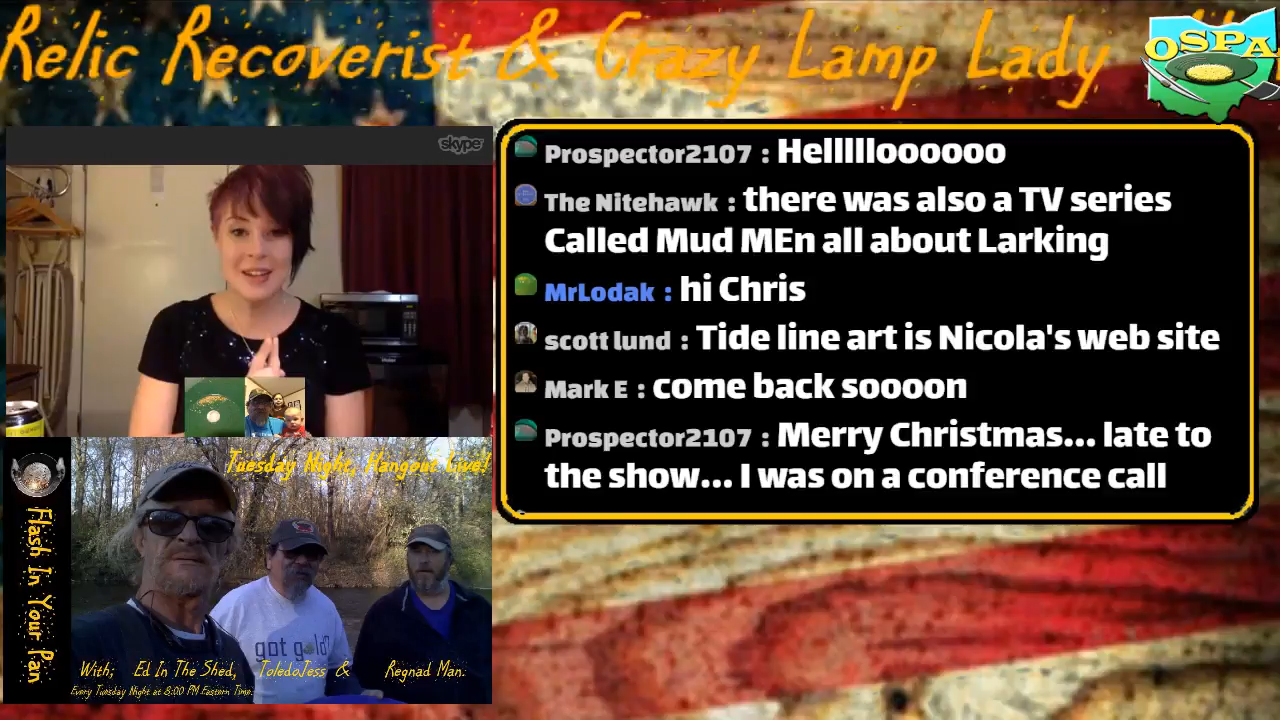 Relic Recoverist & Crazy Lamp Lady
OSPA
skype
Prospector2107 : Hellllloooooo
The Nitehawk : there was also a TV series
Called Mud MEn all about Larking
MrLodak : hi Chris
scott lund : Tide line art is Nicola's web site
Mark E : come back soooon
Prospector2107 : Merry Christmas... late to
the show... I was on a conference call
Tuesday Night, Hangout Live!
Flash In Your Pan
got gold
With; Ed In The Shed, ToledoJess & Regnad Man.
Every Tuesday Night at 8:00 PM Eastern Time.